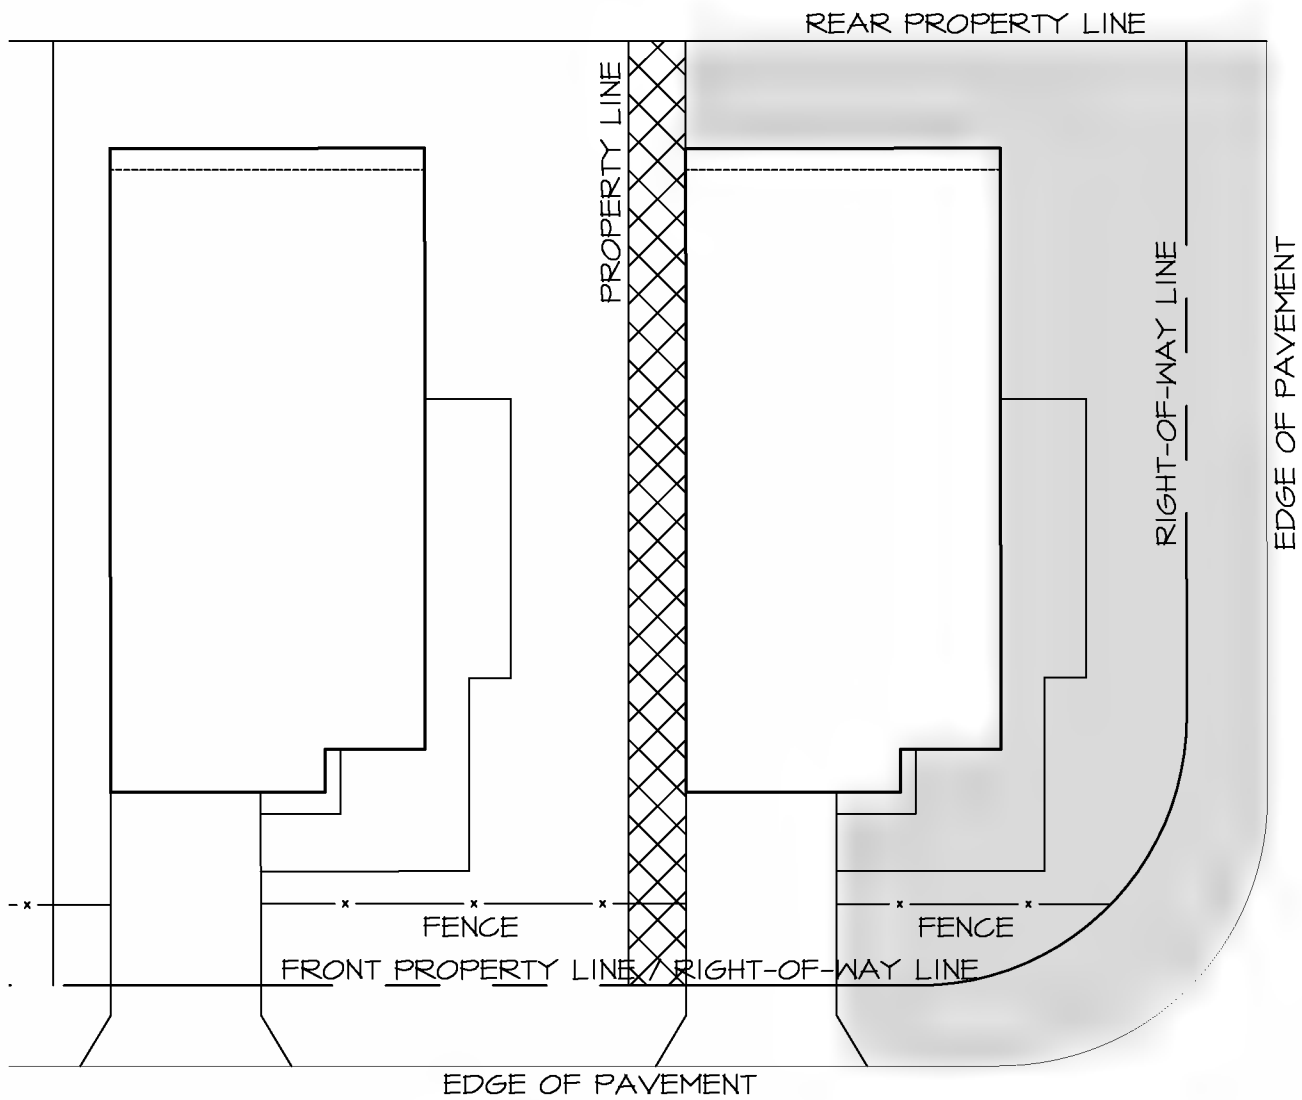 REAR PROPERTY LINE
PROPERTY LINE
RIGHT-OF-WAY LINE
EDGE OF PAVEMENT
x x x x x x
FENCE FENCE
FRONT PROPERTY LINE / RIGHT-OF-WAY LINE
EDGE OF PAVEMENT